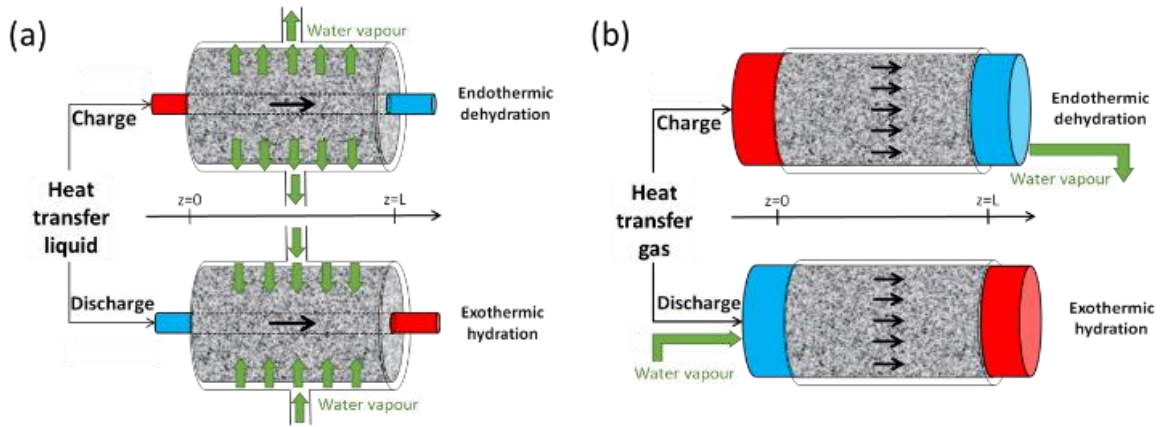 (a)
Water vapour
Charge
Endothermic
dehydration
Heat
transfer
liquid
z=0
z=L
Discharge
Exothermic
hydration
Water vapour
(b)
Charge
Endothermic
dehydration
Water vapour
Heat
transfer
gas
z=0
z=L
Discharge
Exothermic
hydration
Water vapour